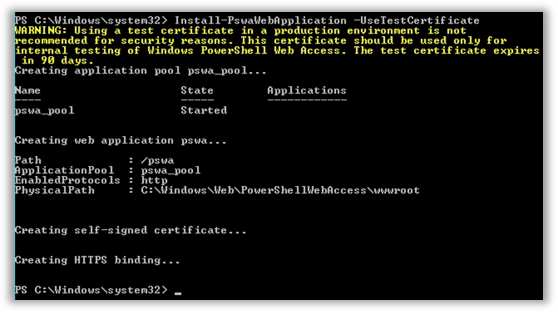 PS C:\Windows\system32> Install-PswaWebApplication -UseTestCertificate
WARNING: Using a test certificate in a production environment is not
recommended for security reasons. This certificate should be used only for
internal testing of Windows PowerShell Web Access. The test certificate expires
 in 90 days.
Creating application pool pswa_pool...
Name State Applications
---- ----- ------------
pswa_pool Started
Creating web application pswa...
Path : /pswa
ApplicationPool : pswa_pool
EnabledProtocols : http
PhysicalPath : C:\Windows\Web\PowerShellWebAccess\wwwroot
Creating self-signed certificate...
Creating HTTPS binding...
PS C:\Windows\system32> _